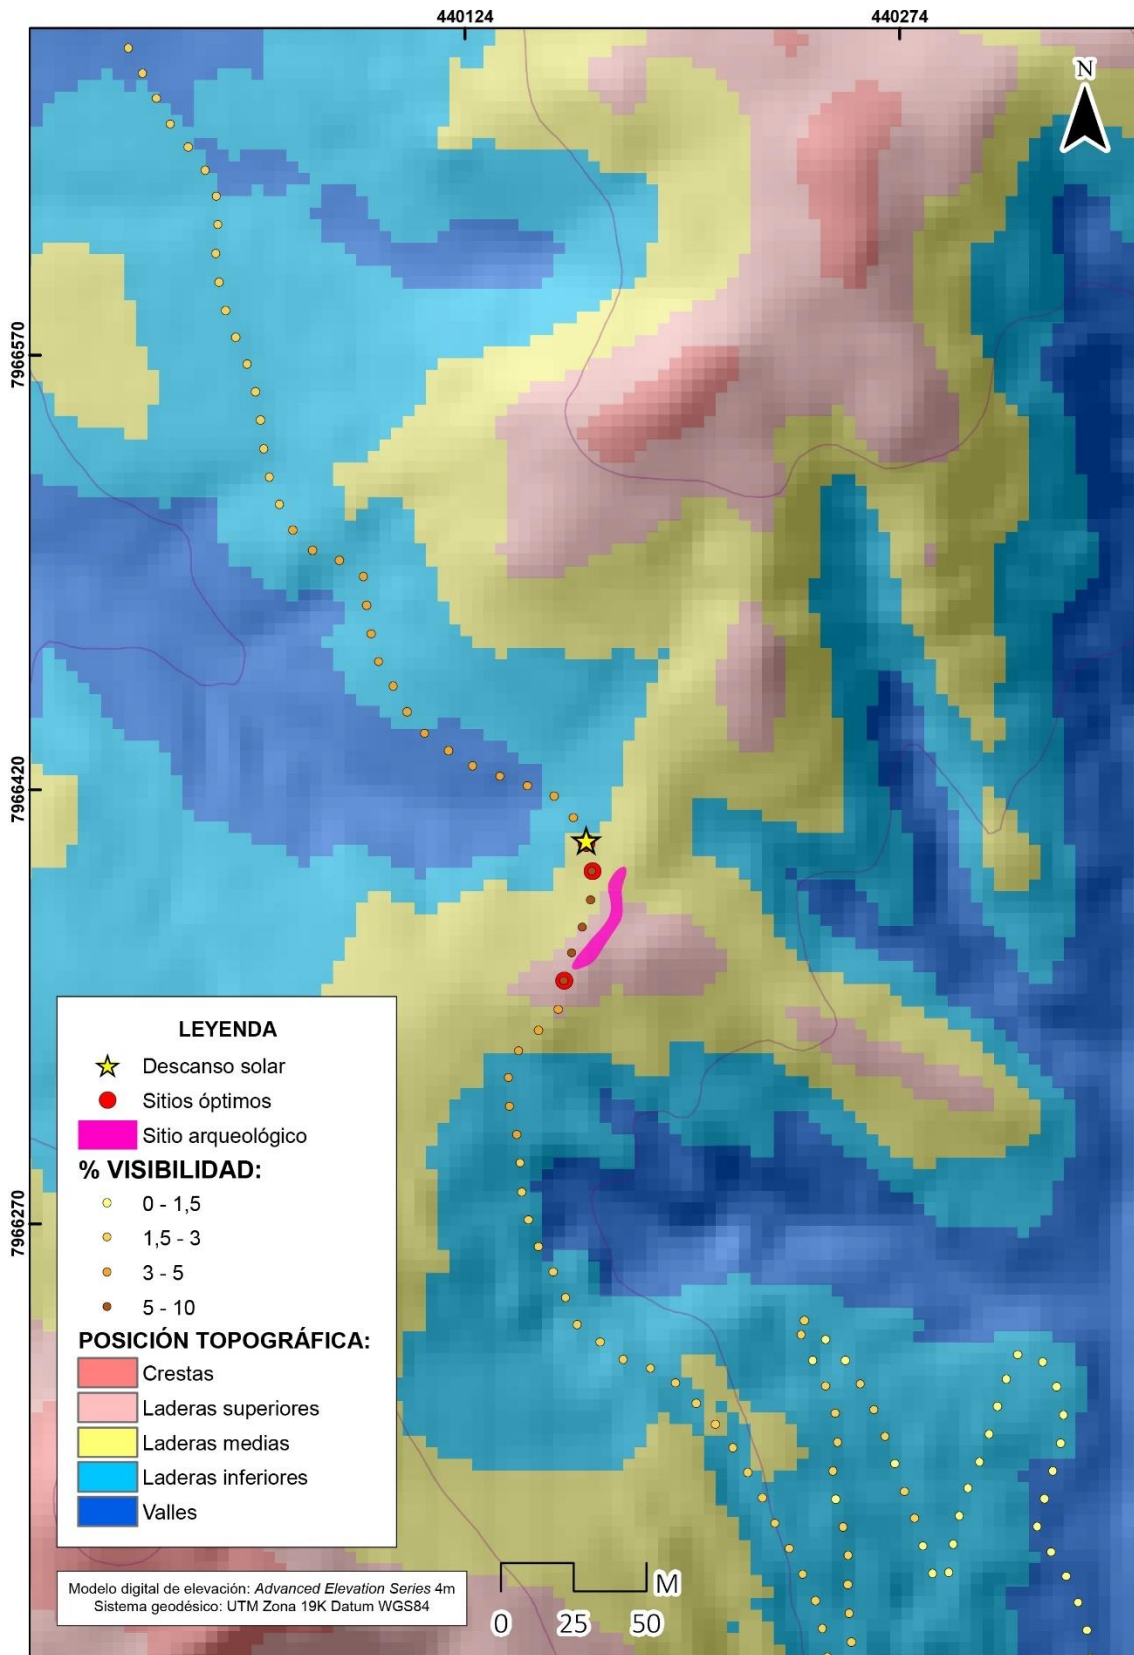 440124
440274
N
7966570
7966420
7966270
LEYENDA
Descanso solar
Sitios óptimos
Sitio arqueológico
% VISIBILIDAD:
0 - 1,5
1,5 - 3
3 - 5
5 - 10
POSICIÓN TOPOGRÁFICA:
Crestas
Laderas superiores
Laderas medias
Laderas inferiores
Valles
Modelo digital de elevación: Advanced Elevation Series 4m
Sistema geodésico: UTM Zona 19K Datum WGS84
M
0 25 50